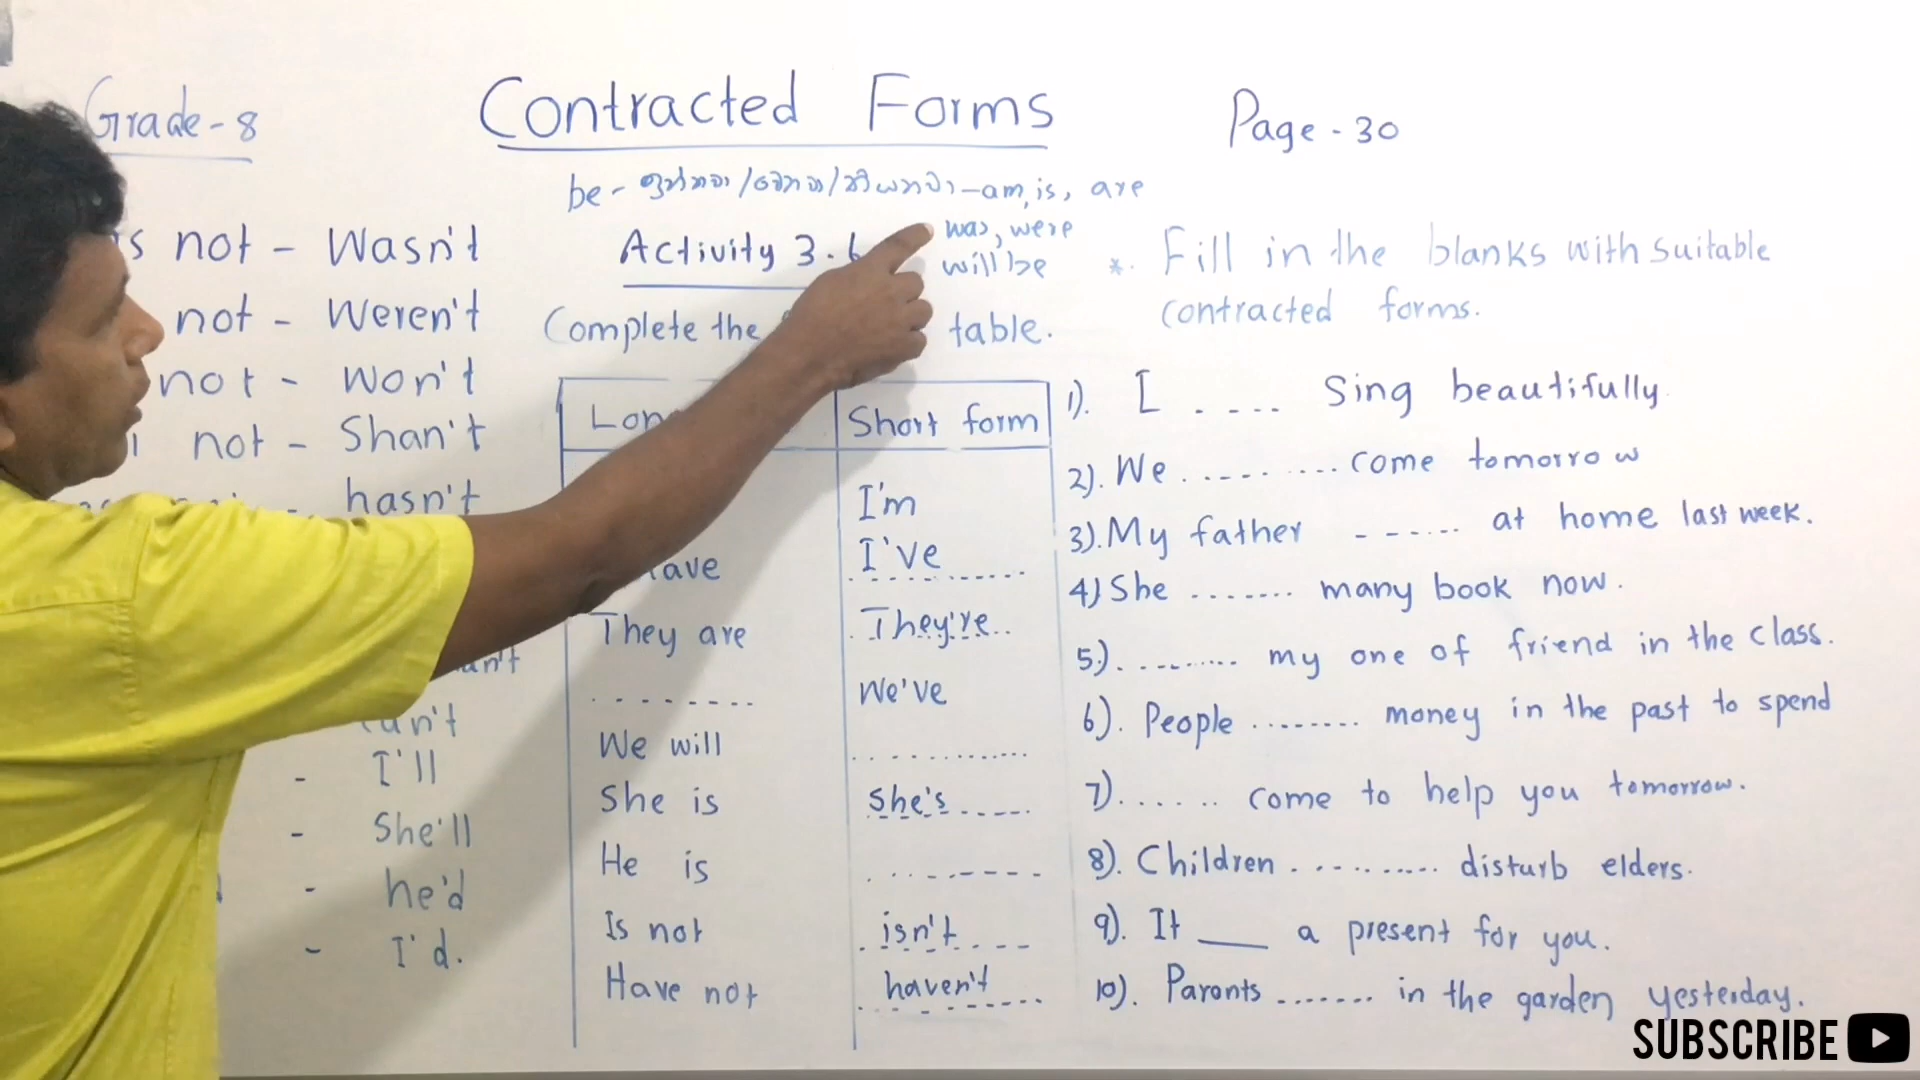 Grade-8
Contracted Forms
Page-30
be- ඉන්නවා/වෙනවා/තියෙනවා-am, is, are
was, were
will be
not - Wasn't
not - Weren't
not - Won't
not - Shan't
- hasn't
- I'll
- She'll
- he'd
- I'd.
Activity 3.6
Complete the table.
Short form
I'm
I've
They are They're
........ We've
We will ............
She is She's
He is ........
Is not isn't
Have not haven't
*. Fill in the blanks with suitable
contracted forms.
1). I .... Sing beautifully.
2). We ........ come tomorrow
3). My father ...... at home last week.
4) She ....... many book now.
5.). ........ my one of friend in the class.
6). People ........ money in the past to spend
7). ...... come to help you tomorrow.
8). Children .......... disturb elders.
9). It ____ a present for you.
10). Paronts ....... in the garden yesterday.
SUBSCRIBE